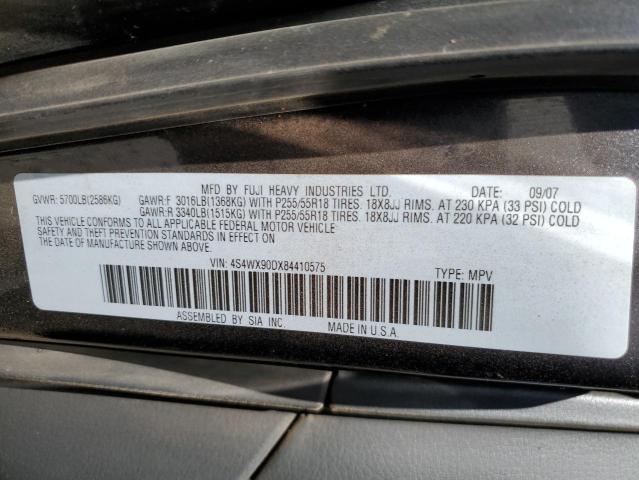 MFD BY FUJI HEAVY INDUSTRIES LTD. DATE: 09/07
GVWR: 5700LB(2586KG) GAWR:F 3016LB(1368KG) WITH P255/55R18 TIRES. 18X8JJ RIMS. AT 230 KPA (33 PSI) COLD
GAWR:R 3340LB(1515KG) WITH P255/55R18 TIRES. 18X8JJ RIMS. AT 220 KPA (32 PSI) COLD
THIS VEHICLE CONFORMS TO ALL APPLICABLE FEDERAL MOTOR VEHICLE
SAFETY AND THEFT PREVENTION STANDARDS IN EFFECT ON THE DATE OF
MANUFACTURE SHOWN ABOVE.
VIN: 4S4WX90DX84410575 TYPE: MPV
ASSEMBLED BY SIA INC. MADE IN U.S.A.